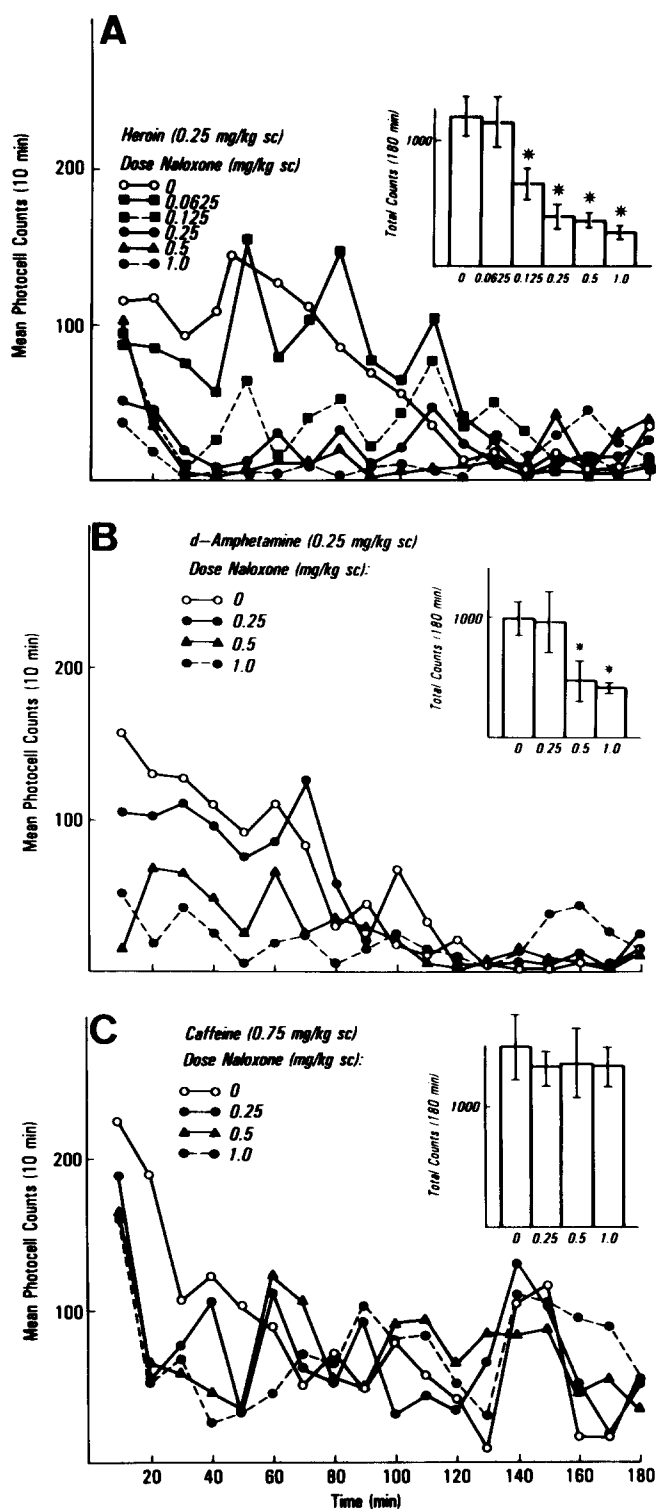 A
Heroin (0.25 mg/kg sc)
Dose Naloxone (mg/kg sc)
0
0.0625
0.125
0.25
0.5
1.0
Mean Photocell Counts (10 min)
200
100
Total Counts (180 min)
1000
* * * *
0 0.0625 0.125 0.25 0.5 1.0
B
d-Amphetamine (0.25 mg/kg sc)
Dose Naloxone (mg/kg sc):
0
0.25
0.5
1.0
Mean Photocell Counts (10 min)
200
100
Total Counts (180 min)
1000
* *
0 0.25 0.5 1.0
C
Caffeine (0.75 mg/kg sc)
Dose Naloxone (mg/kg sc):
0
0.25
0.5
1.0
Mean Photocell Counts (10 min)
200
100
Total Counts (180 min)
1000
0 0.25 0.5 1.0
20 40 60 80 100 120 140 160 180
Time (min)